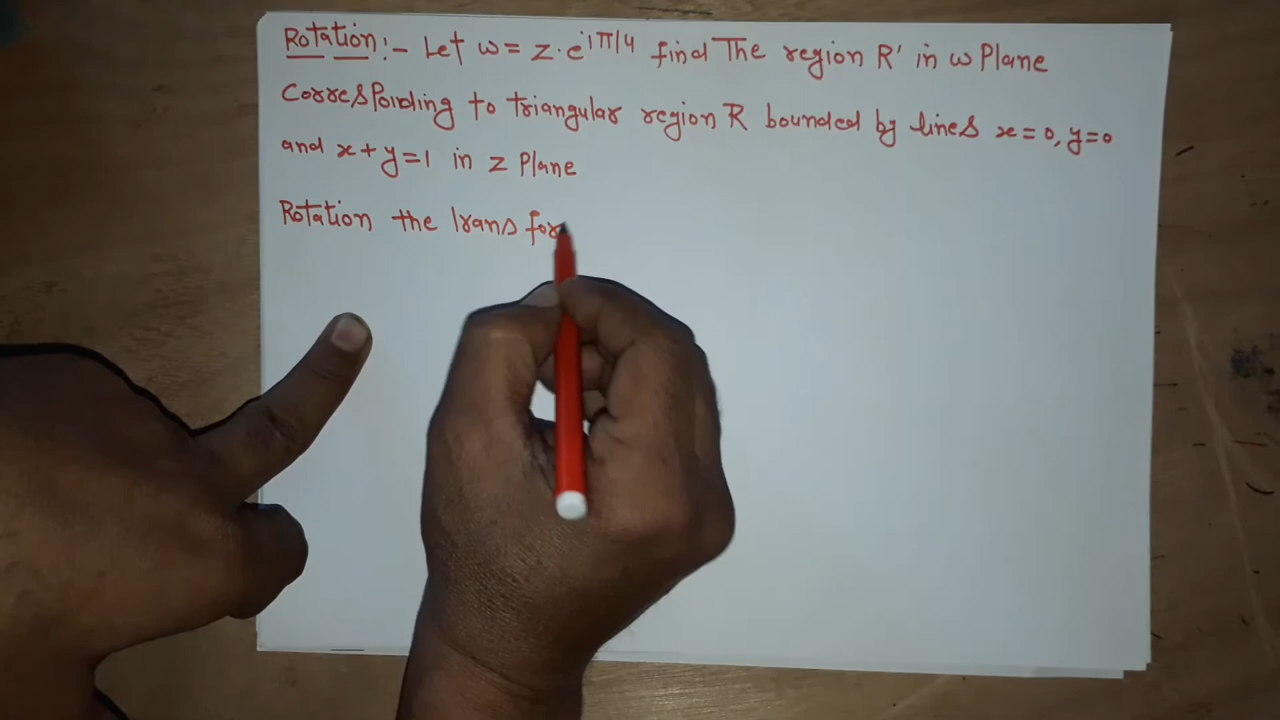 Rotation:- Let ω = z·e^iπ/4 find The region R' in ω Plane
Corresponding to triangular region R bounded by lines x=0, y=0
and x+y=1 in z Plane
Rotation the trans for